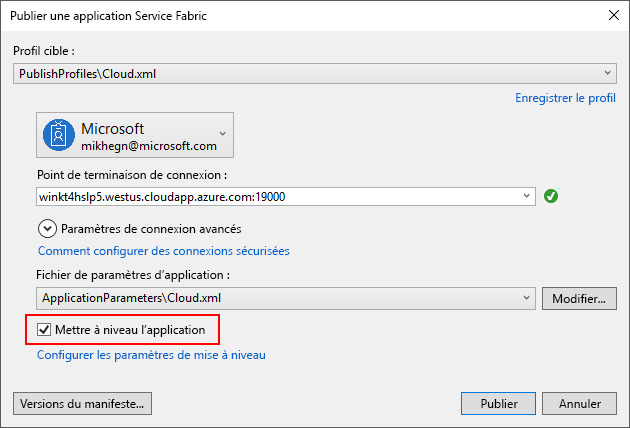 Publier une application Service Fabric
Profil cible :
PublishProfiles\Cloud.xml
Enregistrer le profil
Microsoft
mikhegn@microsoft.com
Point de terminaison de connexion :
winkt4hslp5.westus.cloudapp.azure.com:19000
Paramètres de connexion avancés
Comment configurer des connexions sécurisées
Fichier de paramètres d’application :
ApplicationParameters\Cloud.xml
Modifier...
Mettre à niveau l’application
Configurer les paramètres de mise à niveau
Versions du manifeste...
Publier
Annuler